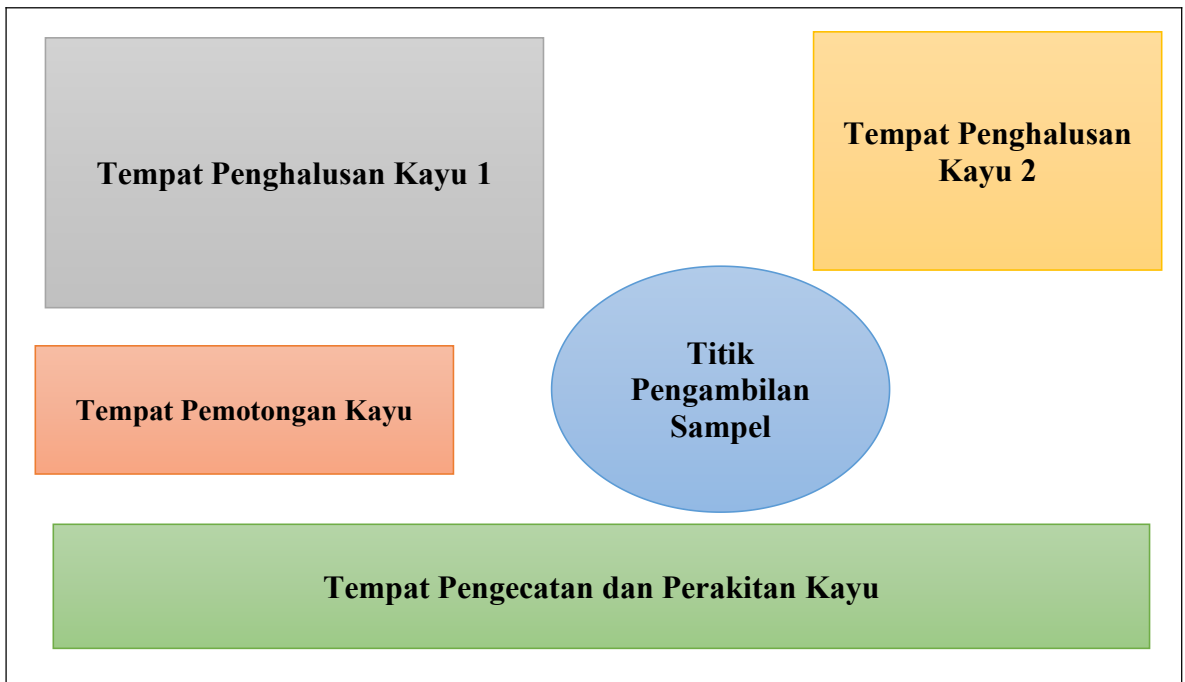 Tempat Penghalusan Kayu 1
Tempat Penghalusan
Kayu 2
Titik
Pengambilan
Sampel
Tempat Pemotongan Kayu
Tempat Pengecatan dan Perakitan Kayu